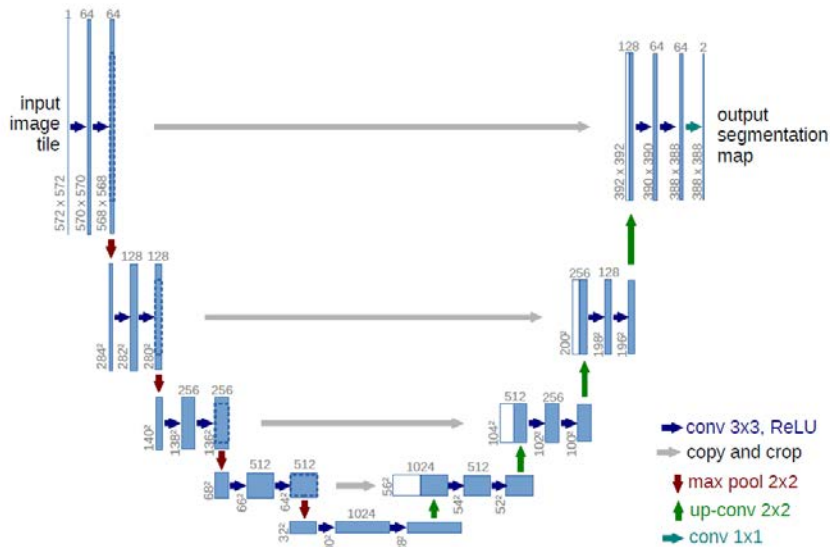 1
64
64
input
image
tile
572 x 572
570 x 570
568 x 568
128
64
64
2
output
segmentation
map
392 x 392
390 x 390
388 x 388
388 x 388
128
128
284²
282²
280²
256
128
200²
198²
196²
256
256
140²
138²
136²
512
256
104²
102²
100²
512
512
68²
66²
64²
1024
512
56²
54²
52²
1024
32²
conv 3x3, ReLU
copy and crop
max pool 2x2
up-conv 2x2
conv 1x1